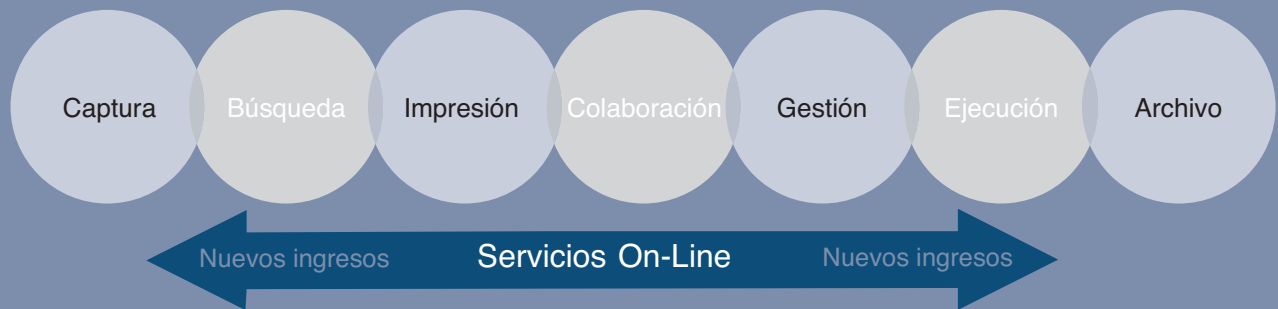 Captura Búsqueda Impresión Colaboración Gestión Ejecución Archivo
Nuevos ingresos Servicios On-Line Nuevos ingresos